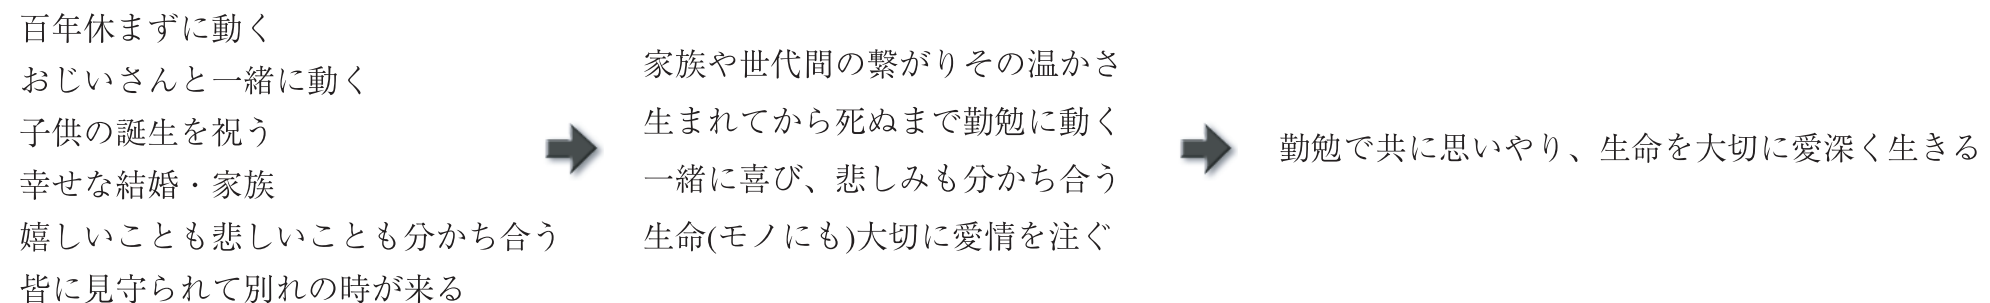 百年休まずに動く
おじいさんと一緒に動く
子供の誕生を祝う
幸せな結婚・家族
嬉しいことも悲しいことも分かち合う
皆に見守られて別れの時が来る
家族や世代間の繋がりその温かさ
生まれてから死ぬまで勤勉に動く
一緒に喜び、悲しみも分かち合う
生命(モノにも)大切に愛情を注ぐ
勤勉で共に思いやり、生命を大切に愛深く生きる